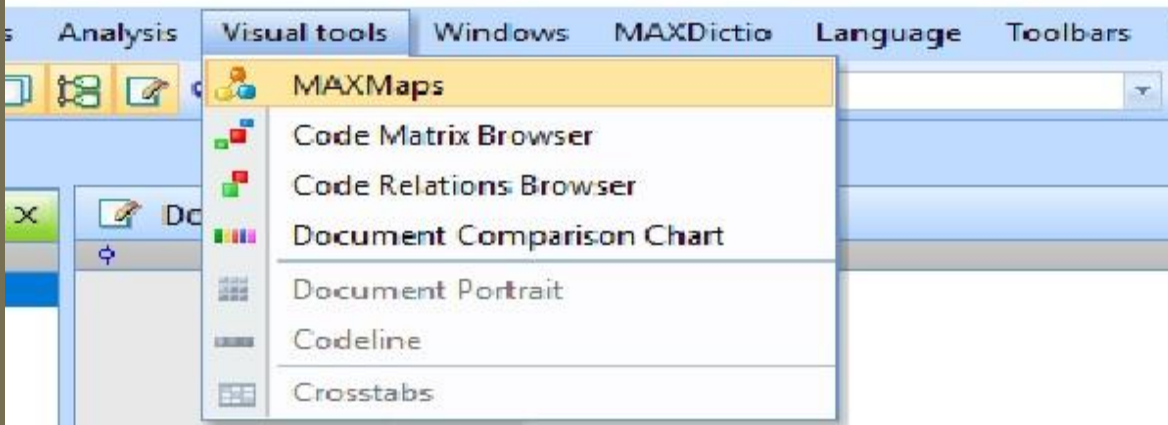 s Analysis Visual tools Windows MAXDictio Language Toolbars
MAXMaps
Code Matrix Browser
Code Relations Browser
Do
Document Comparison Chart
Document Portrait
Codeline
Crosstabs